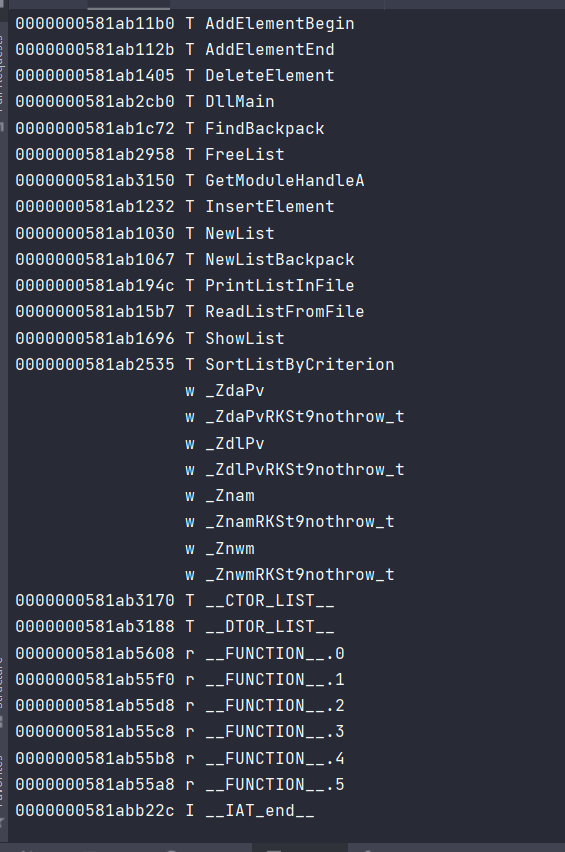 0000000581ab11b0 T AddElementBegin
0000000581ab112b T AddElementEnd
0000000581ab1405 T DeleteElement
0000000581ab2cb0 T DllMain
0000000581ab1c72 T FindBackpack
0000000581ab2958 T FreeList
0000000581ab3150 T GetModuleHandleA
0000000581ab1232 T InsertElement
0000000581ab1030 T NewList
0000000581ab1067 T NewListBackpack
0000000581ab194c T PrintListInFile
0000000581ab15b7 T ReadListFromFile
0000000581ab1696 T ShowList
0000000581ab2535 T SortListByCriterion
w _ZdaPv
w _ZdaPvRKSt9nothrow_t
w _ZdlPv
w _ZdlPvRKSt9nothrow_t
w _Znam
w _ZnamRKSt9nothrow_t
w _Znwm
w _ZnwmRKSt9nothrow_t
0000000581ab3170 T __CTOR_LIST__
0000000581ab3188 T __DTOR_LIST__
0000000581ab5608 r __FUNCTION__.0
0000000581ab55f0 r __FUNCTION__.1
0000000581ab55d8 r __FUNCTION__.2
0000000581ab55c8 r __FUNCTION__.3
0000000581ab55b8 r __FUNCTION__.4
0000000581ab55a8 r __FUNCTION__.5
0000000581abb22c I __IAT_end__